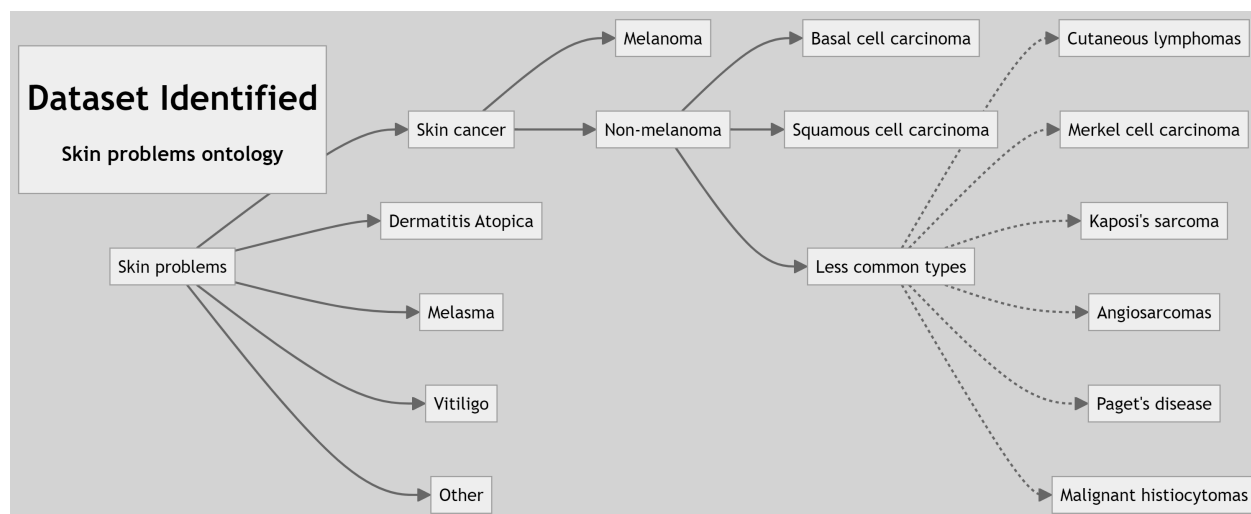 Dataset Identified
Skin problems ontology
Skin problems
Skin cancer
Dermatitis Atopica
Melasma
Vitiligo
Other
Melanoma
Non-melanoma
Basal cell carcinoma
Squamous cell carcinoma
Less common types
Cutaneous lymphomas
Merkel cell carcinoma
Kaposi's sarcoma
Angiosarcomas
Paget's disease
Malignant histiocytomas